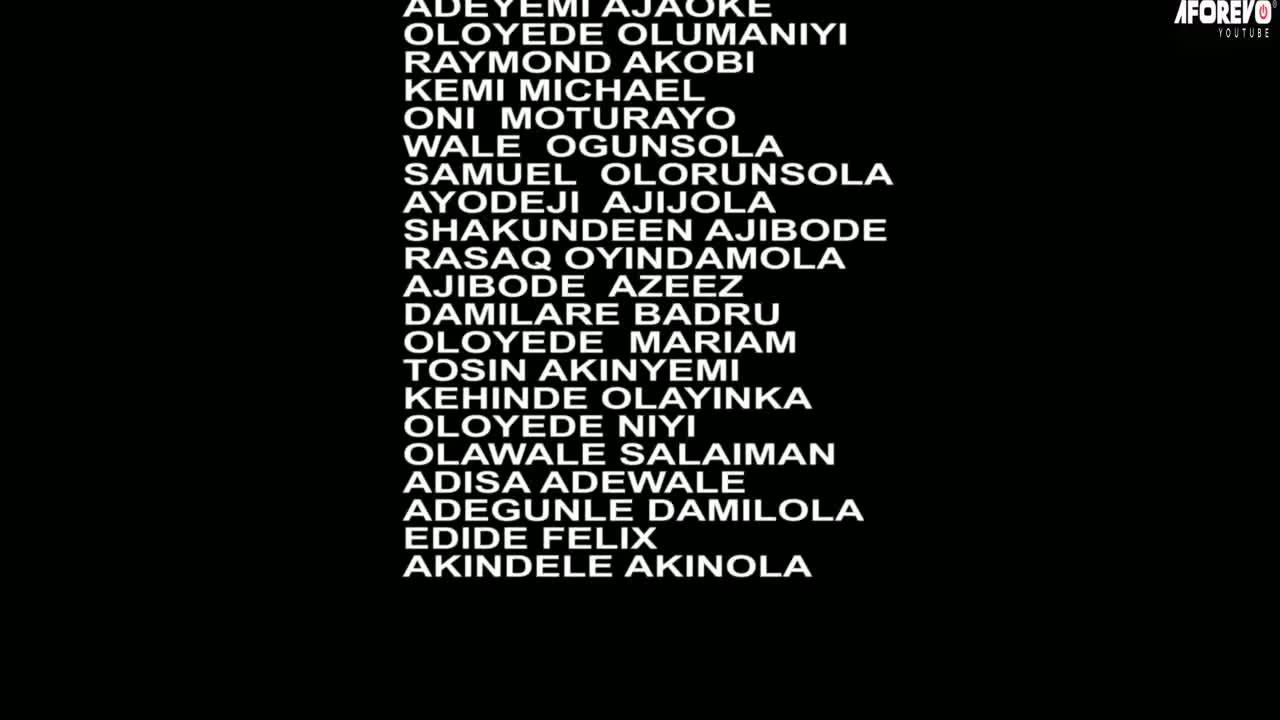 ADEYEMI AJAOKE
OLOYEDE OLUMANIYI
RAYMOND AKOBI
KEMI MICHAEL
ONI MOTURAYO
WALE OGUNSOLA
SAMUEL OLORUNSOLA
AYODEJI AJIJOLA
SHAKUNDEEN AJIBODE
RASAQ OYINDAMOLA
AJIBODE AZEEZ
DAMILARE BADRU
OLOYEDE MARIAM
TOSIN AKINYEMI
KEHINDE OLAYINKA
OLOYEDE NIYI
OLAWALE SALAIMAN
ADISA ADEWALE
ADEGUNLE DAMILOLA
EDIDE FELIX
AKINDELE AKINOLA
AFOREVO
YOUTUBE